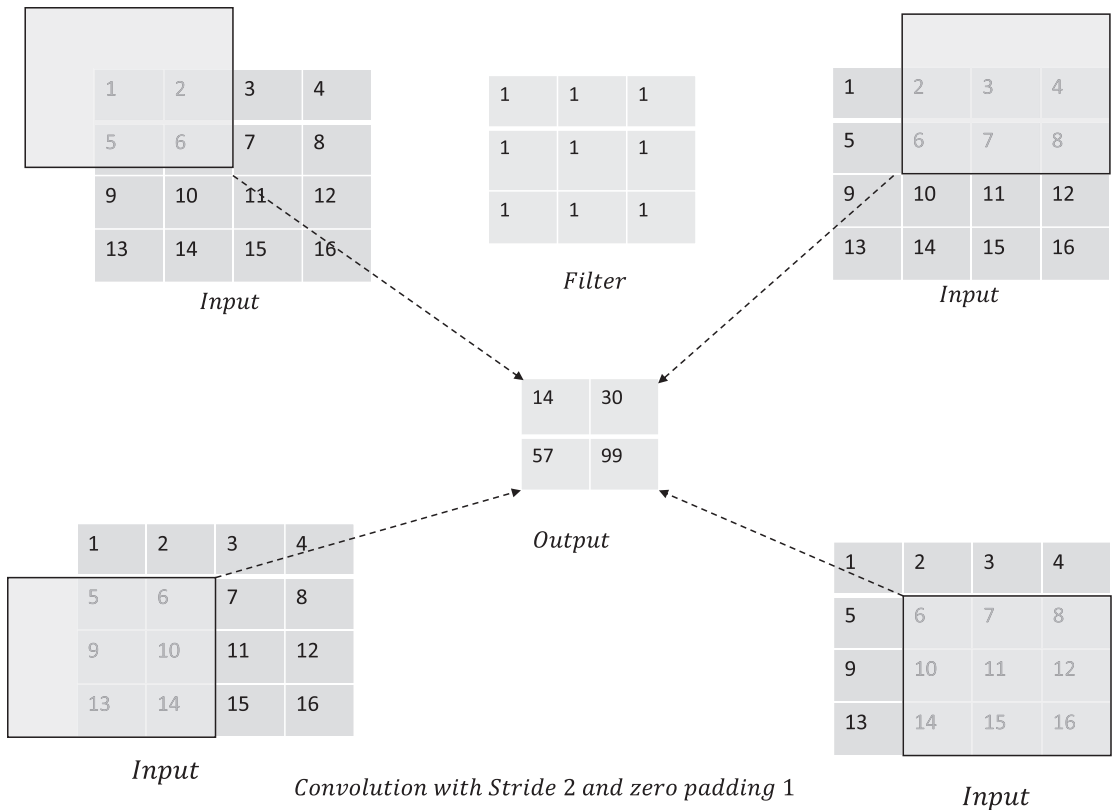 1 2 3 4
5 6 7 8
9 10 11 12
13 14 15 16
Input
1 1 1
1 1 1
1 1 1
Filter
1 2 3 4
5 6 7 8
9 10 11 12
13 14 15 16
Input
14 30
57 99
Output
1 2 3 4
5 6 7 8
9 10 11 12
13 14 15 16
Input
1 2 3 4
5 6 7 8
9 10 11 12
13 14 15 16
Input
Convolution with Stride 2 and zero padding 1